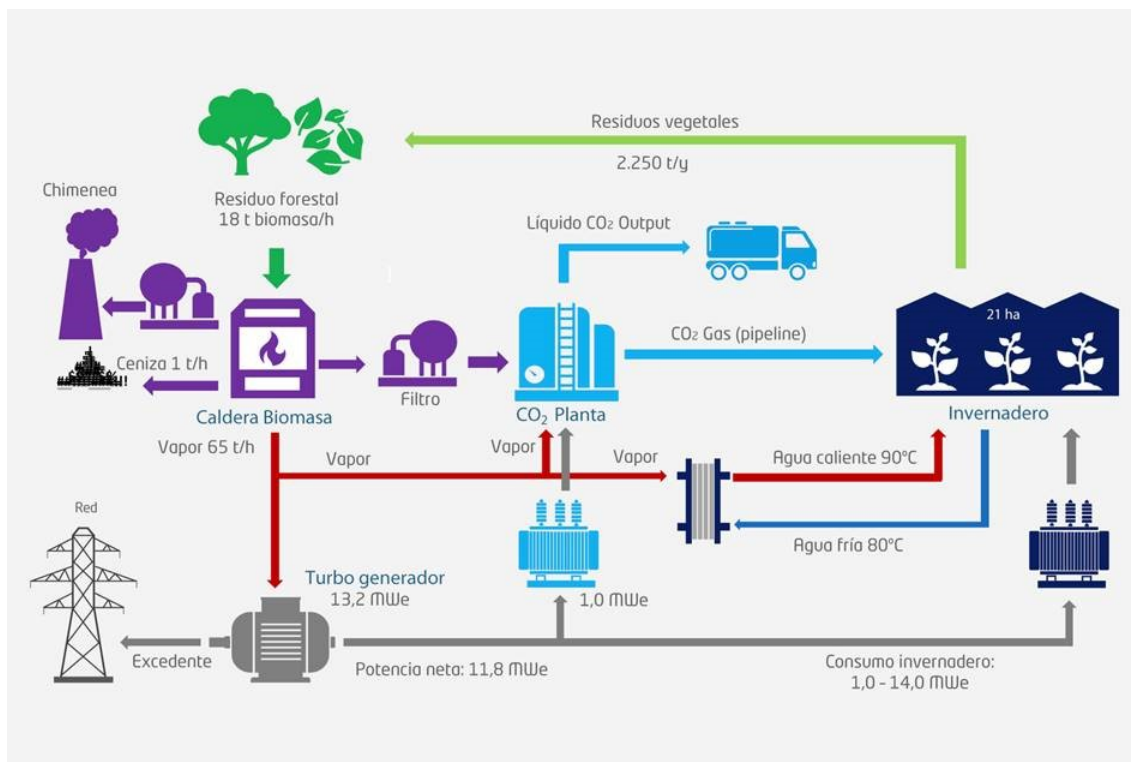 Residuos vegetales
2.250 t/y
Chimenea
Residuo forestal
18 t biomasa/h
Líquido CO₂ Output
21 ha
CO₂ Gas (pipeline)
Ceniza 1 t/h
Filtro
Caldera Biomasa
CO₂ Planta
Invernadero
Vapor 65 t/h
Vapor
Vapor
Vapor
Agua caliente 90ºC
Agua fría 80ºC
Red
Turbo generador
13,2 MWe
1,0 MWe
Excedente
Potencia neta: 11,8 MWe
Consumo invernadero:
1,0 - 14,0 MWe